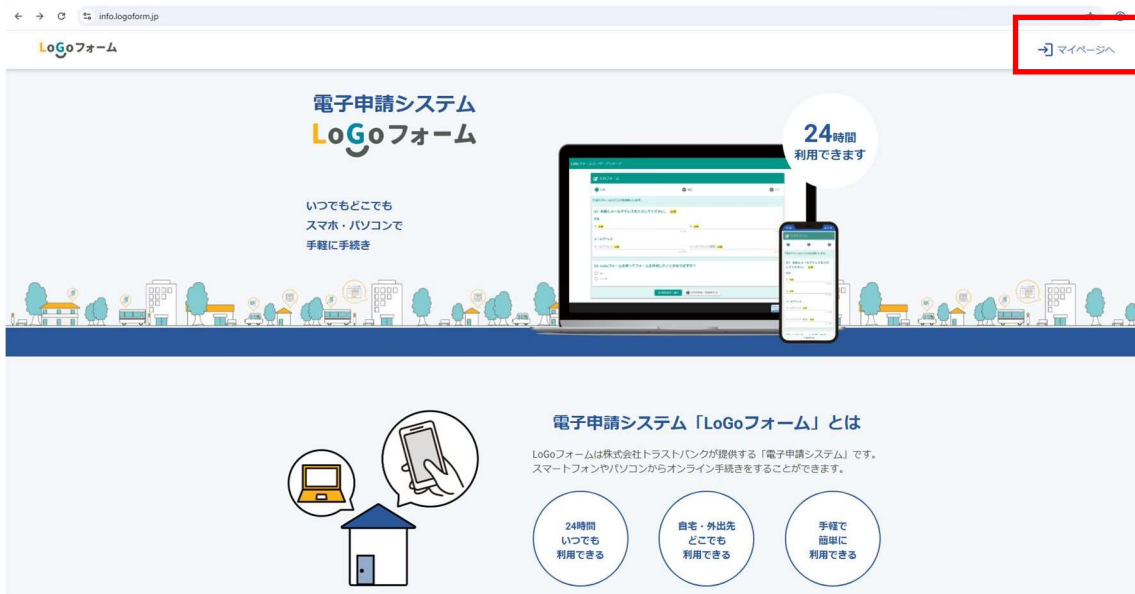 info.logoform.jp
LoGoフォーム
マイページへ
電子申請システム
LoGoフォーム
24時間
利用できます
いつでもどこでも
スマホ・パソコンで
手軽に手続き
電子申請システム「LoGoフォーム」とは
LoGoフォームは株式会社トラストバンクが提供する「電子申請システム」です。
スマートフォンやパソコンからオンライン手続きをすることができます。
24時間
いつでも
利用できる
自宅・外出先
どこでも
利用できる
手軽で
簡単に
利用できる